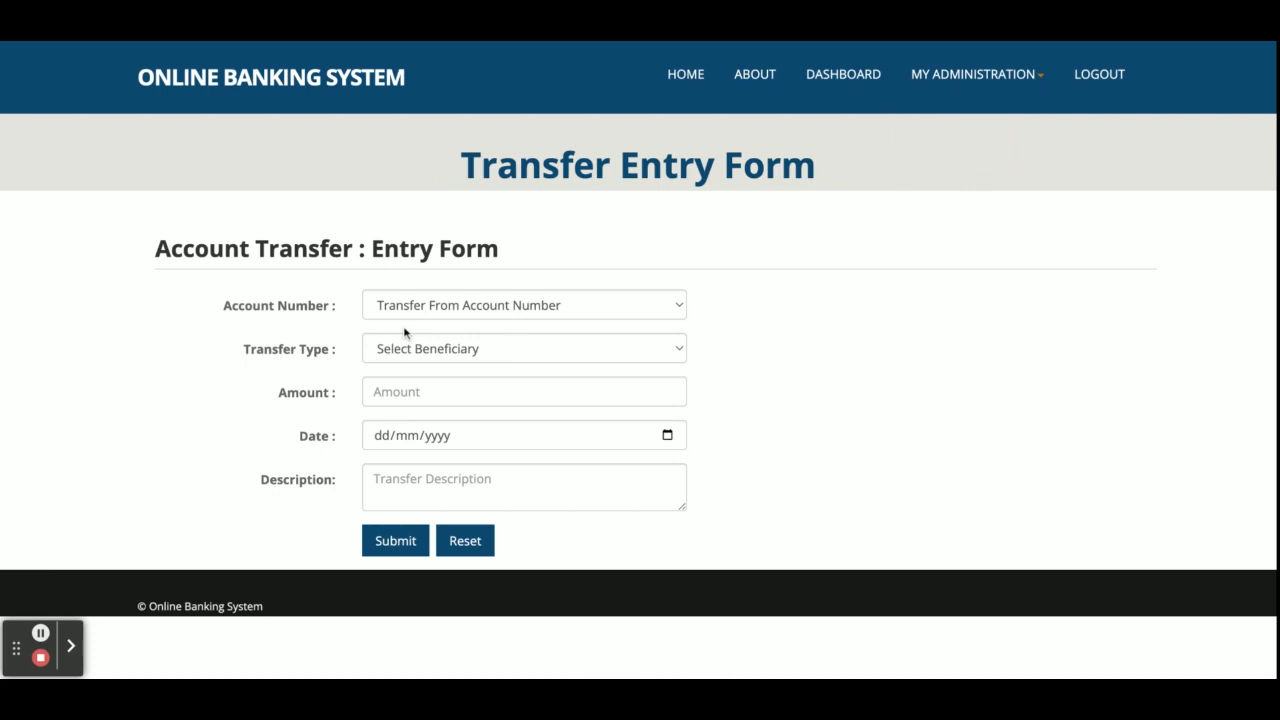 ONLINE BANKING SYSTEM
HOME ABOUT DASHBOARD MY ADMINISTRATION LOGOUT
Transfer Entry Form
Account Transfer : Entry Form
Account Number : Transfer From Account Number
Transfer Type : Select Beneficiary
Amount : Amount
Date : dd/mm/yyyy
Description: Transfer Description
Submit Reset
© Online Banking System